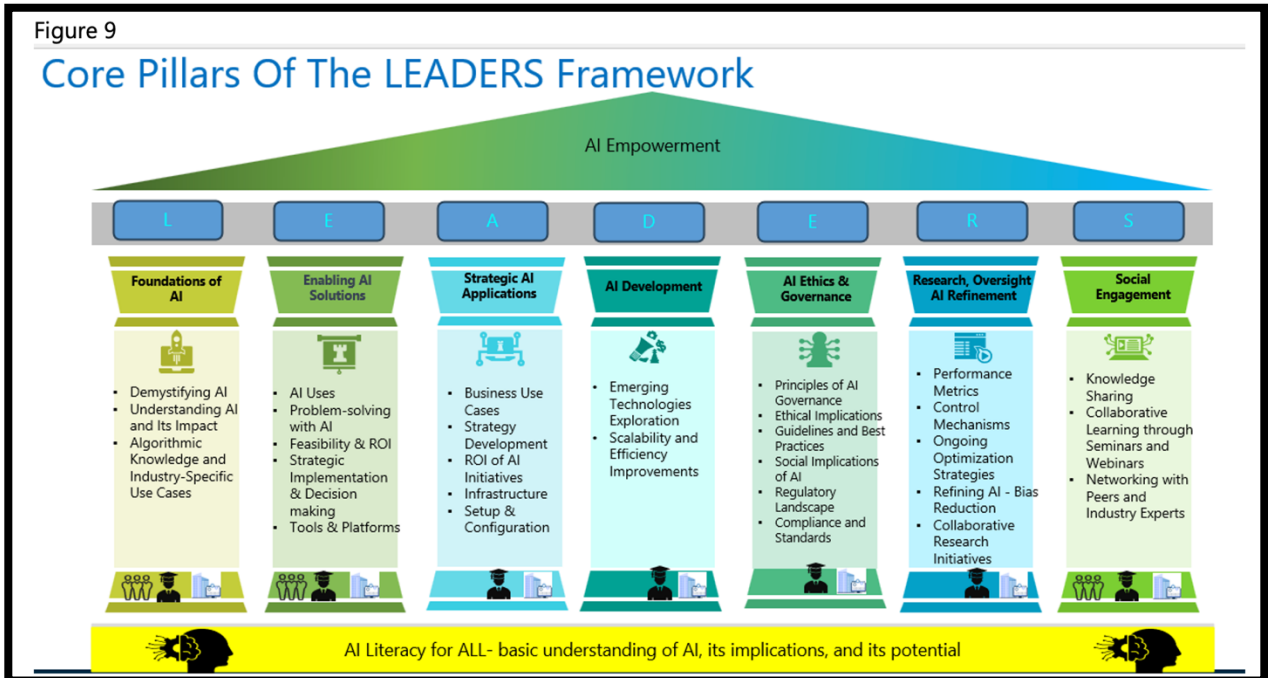 Figure 9
Core Pillars Of The LEADERS Framework
AI Empowerment
L
E
A
D
E
R
S
Foundations of
AI
▪ Demystifying AI
▪ Understanding AI
and Its Impact
▪ Algorithmic
Knowledge and
Industry-Specific
Use Cases
Enabling AI
Solutions
▪ AI Uses
▪ Problem-solving
with AI
▪ Feasibility & ROI
▪ Strategic
Implementation
& Decision
making
▪ Tools & Platforms
Strategic AI
Applications
▪ Business Use
Cases
▪ Strategy
Development
▪ ROI of AI
Initiatives
▪ Infrastructure
▪ Setup &
Configuration
AI Development
▪ Emerging
Technologies
Exploration
▪ Scalability and
Efficiency
Improvements
AI Ethics &
Governance
▪ Principles of AI
Governance
▪ Ethical Implications
▪ Guidelines and Best
Practices
▪ Social Implications
of AI
▪ Regulatory
Landscape
▪ Compliance and
Standards
Research, Oversight
AI Refinement
▪ Performance
Metrics
▪ Control
Mechanisms
▪ Ongoing
Optimization
Strategies
▪ Refining AI - Bias
Reduction
▪ Collaborative
Research
Initiatives
Social
Engagement
▪ Knowledge
Sharing
▪ Collaborative
Learning through
Seminars and
Webinars
▪ Networking with
Peers and
Industry Experts
AI Literacy for ALL- basic understanding of AI, its implications, and its potential